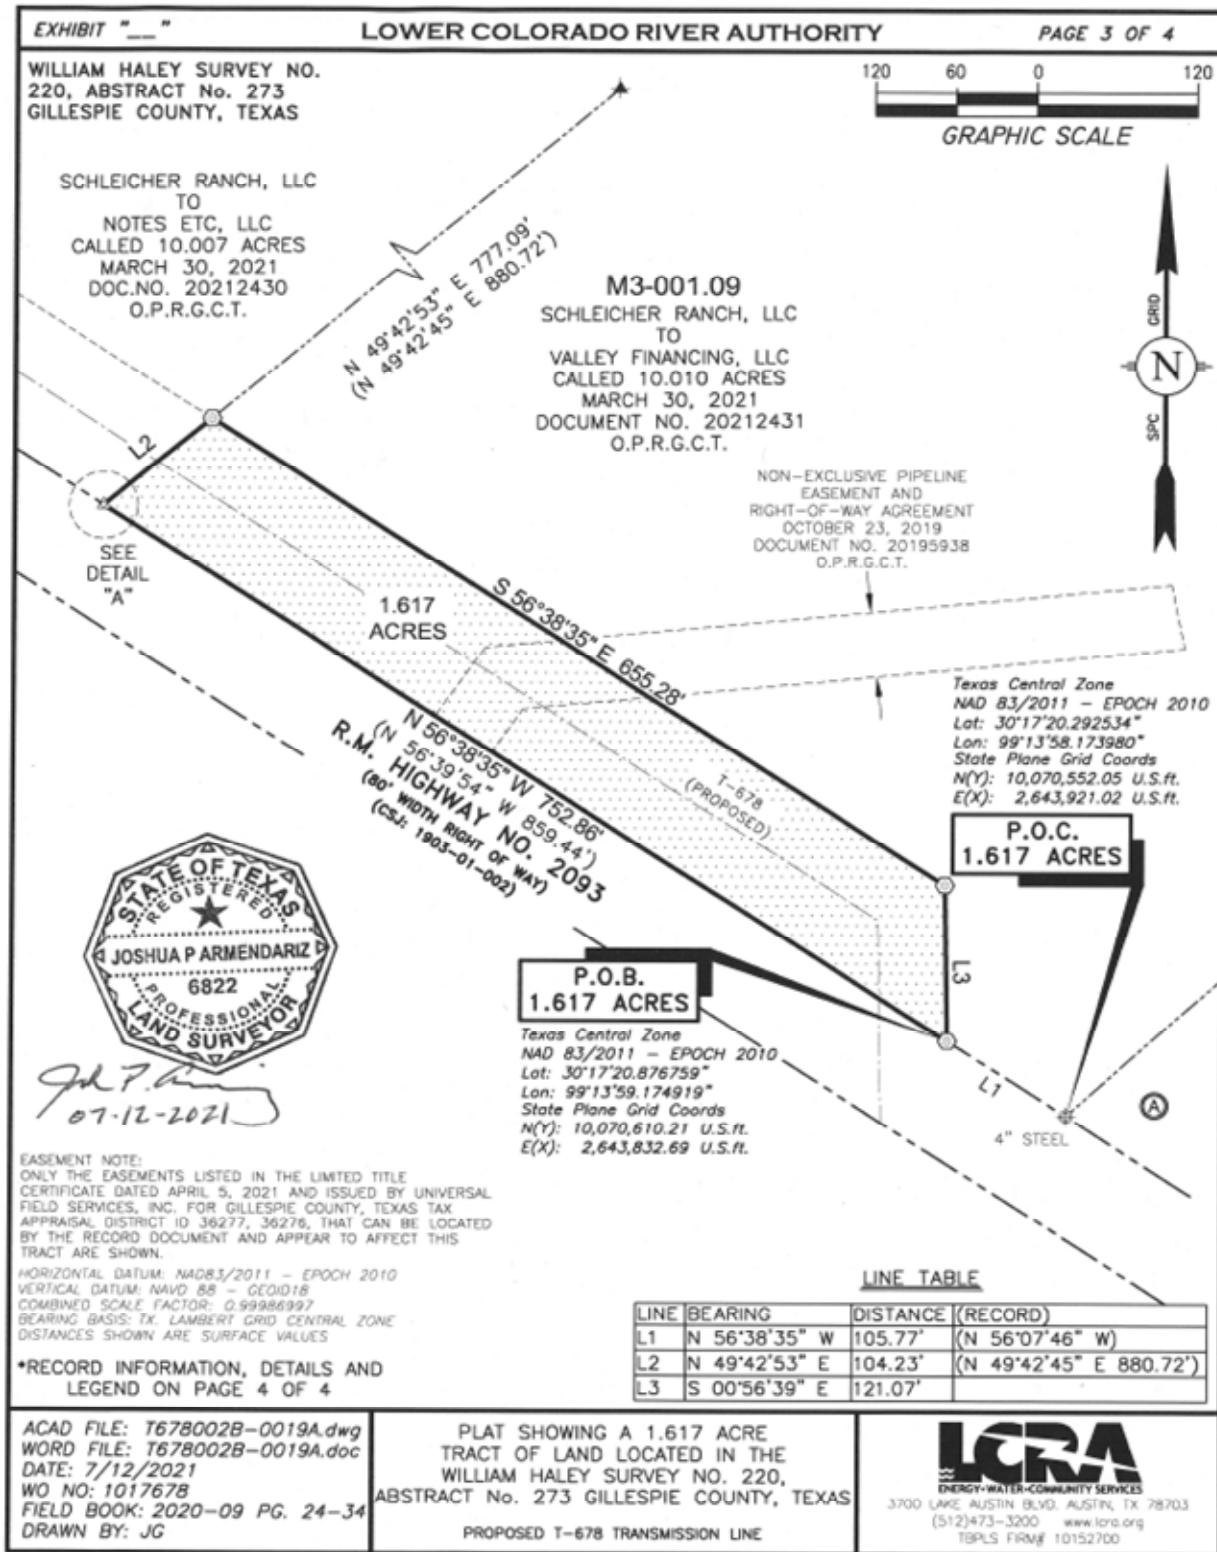 EXHIBIT "__"
LOWER COLORADO RIVER AUTHORITY
PAGE 3 OF 4
WILLIAM HALEY SURVEY NO.
220, ABSTRACT No. 273
GILLESPIE COUNTY, TEXAS
120 60 0 120
GRAPHIC SCALE
SCHLEICHER RANCH, LLC
TO
NOTES ETC, LLC
CALLED 10.007 ACRES
MARCH 30, 2021
DOC.NO. 20212430
O.P.R.G.C.T.
N 49°42'53" E 777.09'
(N 49°42'45" E 880.72')
M3-001.09
SCHLEICHER RANCH, LLC
TO
VALLEY FINANCING, LLC
CALLED 10.010 ACRES
MARCH 30, 2021
DOCUMENT NO. 20212431
O.P.R.G.C.T.
GRID
N
SPC
NON-EXCLUSIVE PIPELINE
EASEMENT AND
RIGHT-OF-WAY AGREEMENT
OCTOBER 23, 2019
DOCUMENT NO. 20195938
O.P.R.G.C.T.
L2
SEE
DETAIL
"A"
1.617
ACRES
S 56°38'35" E 655.28'
N 56°38'35" W 752.86'
(N 56°39'54" W 859.44')
R.M. HIGHWAY NO. 2093
(80' WIDTH RIGHT OF WAY)
(CSJ: 1903-01-002)
T-678
(PROPOSED)
Texas Central Zone
NAD 83/2011 - EPOCH 2010
Lat: 30°17'20.292534"
Lon: 99°13'58.173980"
State Plane Grid Coords
N(Y): 10,070,552.05 U.S.ft.
E(X): 2,643,921.02 U.S.ft.
P.O.C.
1.617 ACRES
STATE OF TEXAS
REGISTERED
JOSHUA P ARMENDARIZ
6822
PROFESSIONAL
LAND SURVEYOR
07-12-2021
L3
P.O.B.
1.617 ACRES
Texas Central Zone
NAD 83/2011 - EPOCH 2010
Lat: 30°17'20.876759"
Lon: 99°13'59.174919"
State Plane Grid Coords
N(Y): 10,070,610.21 U.S.ft.
E(X): 2,643,832.69 U.S.ft.
L1
4" STEEL
A
EASEMENT NOTE:
ONLY THE EASEMENTS LISTED IN THE LIMITED TITLE
CERTIFICATE DATED APRIL 5, 2021 AND ISSUED BY UNIVERSAL
FIELD SERVICES, INC. FOR GILLESPIE COUNTY, TEXAS TAX
APPRAISAL DISTRICT ID 36277, 36276, THAT CAN BE LOCATED
BY THE RECORD DOCUMENT AND APPEAR TO AFFECT THIS
TRACT ARE SHOWN.
HORIZONTAL DATUM: NAD83/2011 - EPOCH 2010
VERTICAL DATUM: NAVD 88 - GEOID18
COMBINED SCALE FACTOR: 0.99986997
BEARING BASIS: TX. LAMBERT GRID CENTRAL ZONE
DISTANCES SHOWN ARE SURFACE VALUES
*RECORD INFORMATION, DETAILS AND
LEGEND ON PAGE 4 OF 4
LINE TABLE
LINE BEARING DISTANCE (RECORD)
L1 N 56°38'35" W 105.77' (N 56°07'46" W)
L2 N 49°42'53" E 104.23' (N 49°42'45" E 880.72')
L3 S 00°56'39" E 121.07'
ACAD FILE: T678002B-0019A.dwg
WORD FILE: T678002B-0019A.doc
DATE: 7/12/2021
WO NO: 1017678
FIELD BOOK: 2020-09 PG. 24-34
DRAWN BY: JG
PLAT SHOWING A 1.617 ACRE
TRACT OF LAND LOCATED IN THE
WILLIAM HALEY SURVEY NO. 220,
ABSTRACT No. 273 GILLESPIE COUNTY, TEXAS
PROPOSED T-678 TRANSMISSION LINE
LCRA
ENERGY•WATER•COMMUNITY SERVICES
3700 LAKE AUSTIN BLVD. AUSTIN, TX 78703
(512)473-3200 www.lcra.org
TBPLS FIRM# 10152700